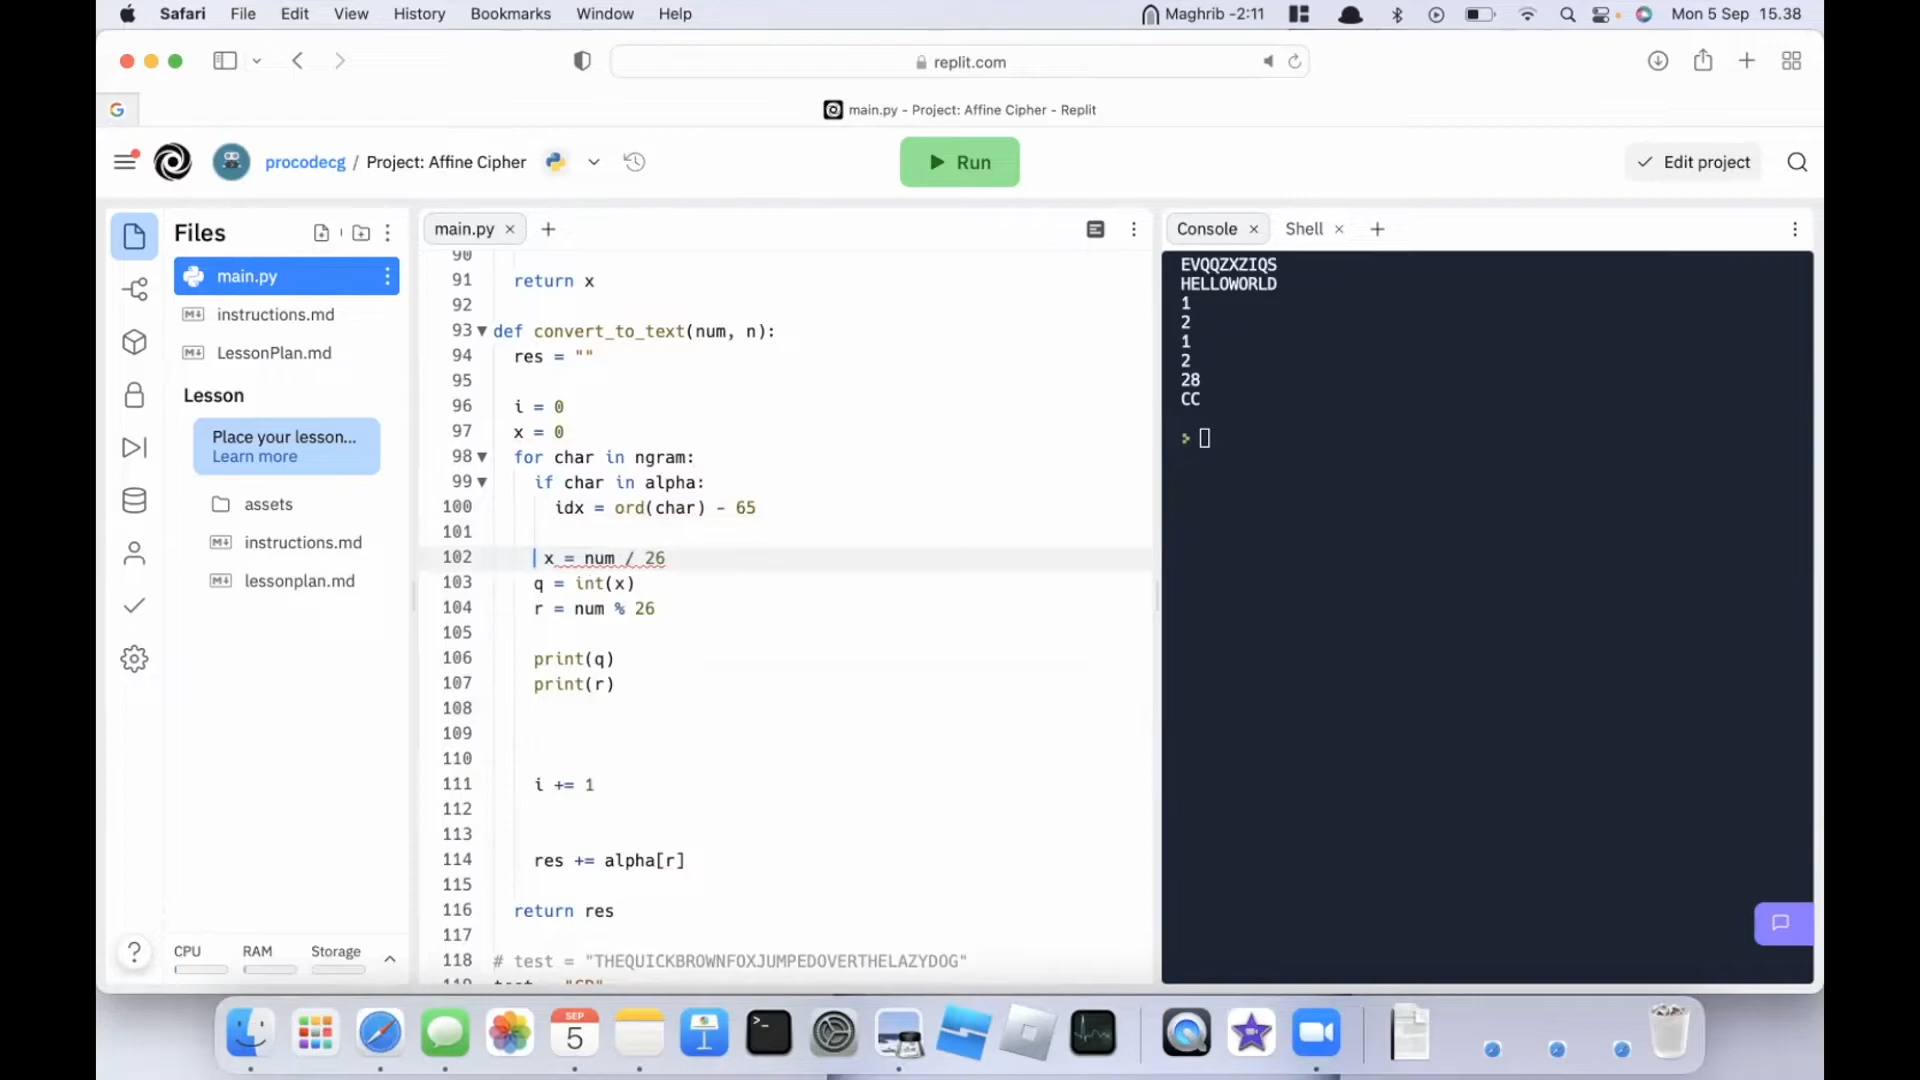 Safari File Edit View History Bookmarks Window Help Maghrib -2:11 Mon 5 Sep 15.38
replit.com
main.py - Project: Affine Cipher - Replit
procodecg / Project: Affine Cipher Run Edit project
Files
main.py
instructions.md
LessonPlan.md
Lesson
Place your lesson...
Learn more
assets
instructions.md
lessonplan.md
CPU RAM Storage
main.py
90
91 return x
92
93 def convert_to_text(num, n):
94 res = ""
95
96 i = 0
97 x = 0
98 for char in ngram:
99 if char in alpha:
100 idx = ord(char) - 65
101
102 x = num / 26
103 q = int(x)
104 r = num % 26
105
106 print(q)
107 print(r)
108
109
110
111 i += 1
112
113
114 res += alpha[r]
115
116 return res
117
118 # test = "THEQUICKBROWNFOXJUMPEDOVERTHELAZYDOG"
Console Shell
EVQQZXZIQS
HELLOWORLD
1
2
1
2
28
CC
SEP
5